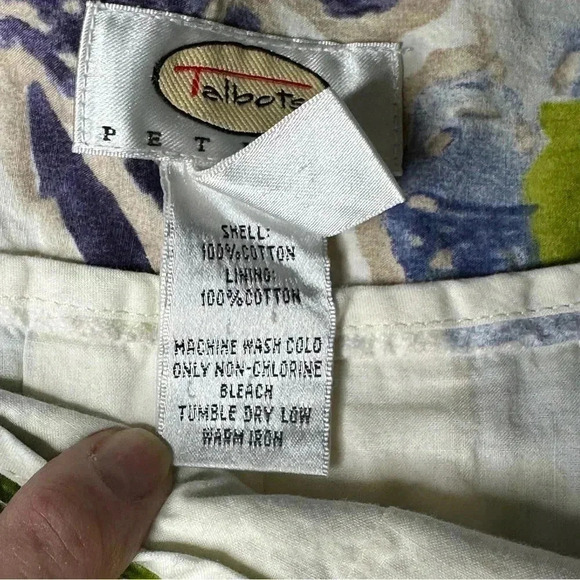 Talbots
PET
SHELL:
100%COTTON
LINING:
100%COTTON
MACHINE WASH COLD
ONLY NON-CHLORINE
BLEACH
TUMBLE DRY LOW
WARM IRON